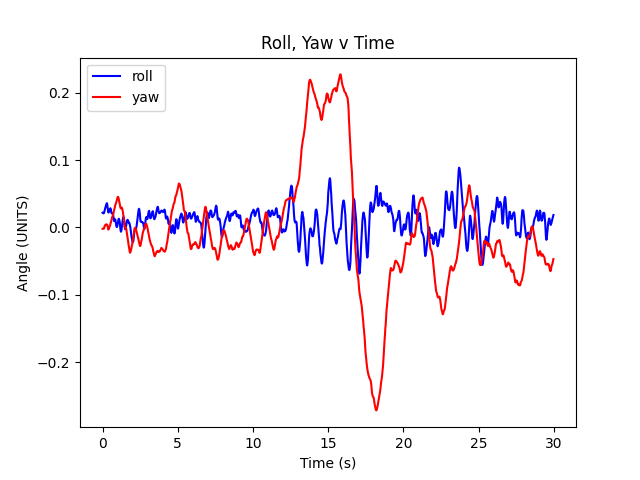 Roll, Yaw v Time
roll
yaw
0.2
0.1
0.0
−0.1
−0.2
Angle (UNITS)
0 5 10 15 20 25 30
Time (s)